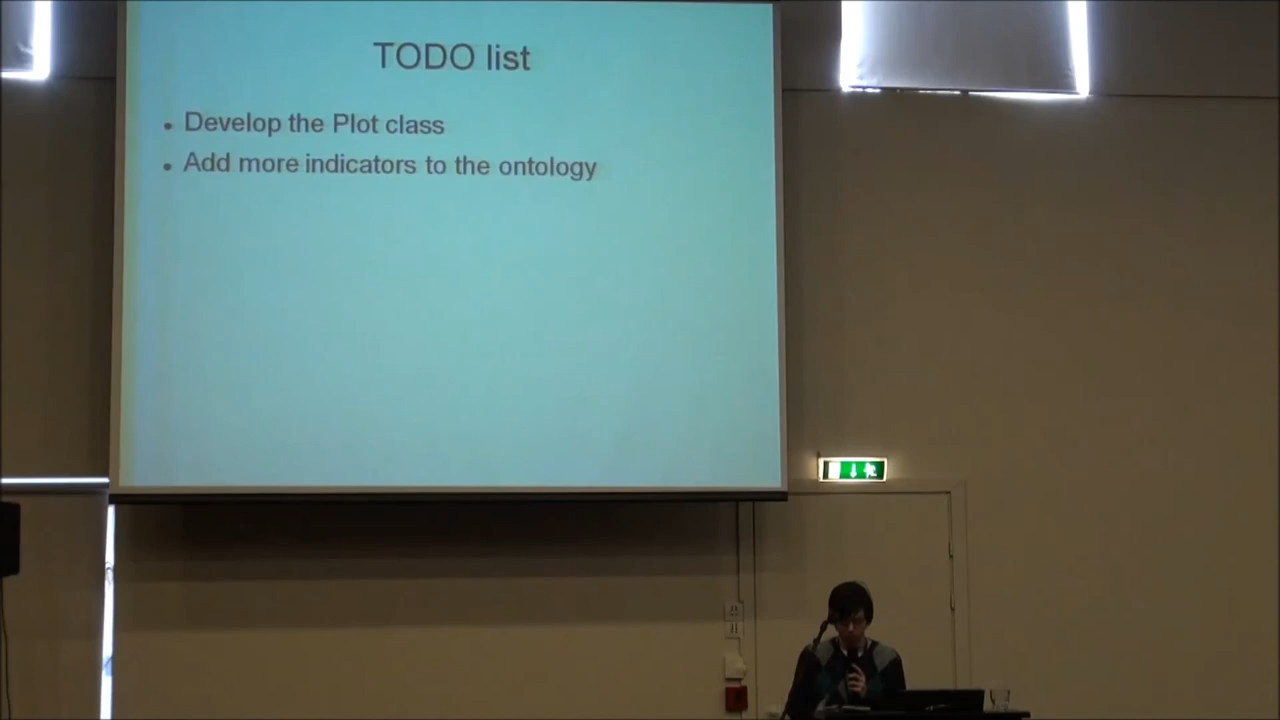 TODO list
Develop the Plot class
Add more indicators to the ontology